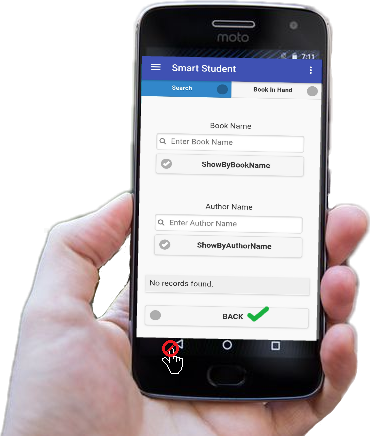 moto
7:11
Smart Student
Search
Book In Hand
Book Name
Enter Book Name
ShowByBookName
Author Name
Enter Author Name
ShowByAuthorName
No records found.
BACK
moto